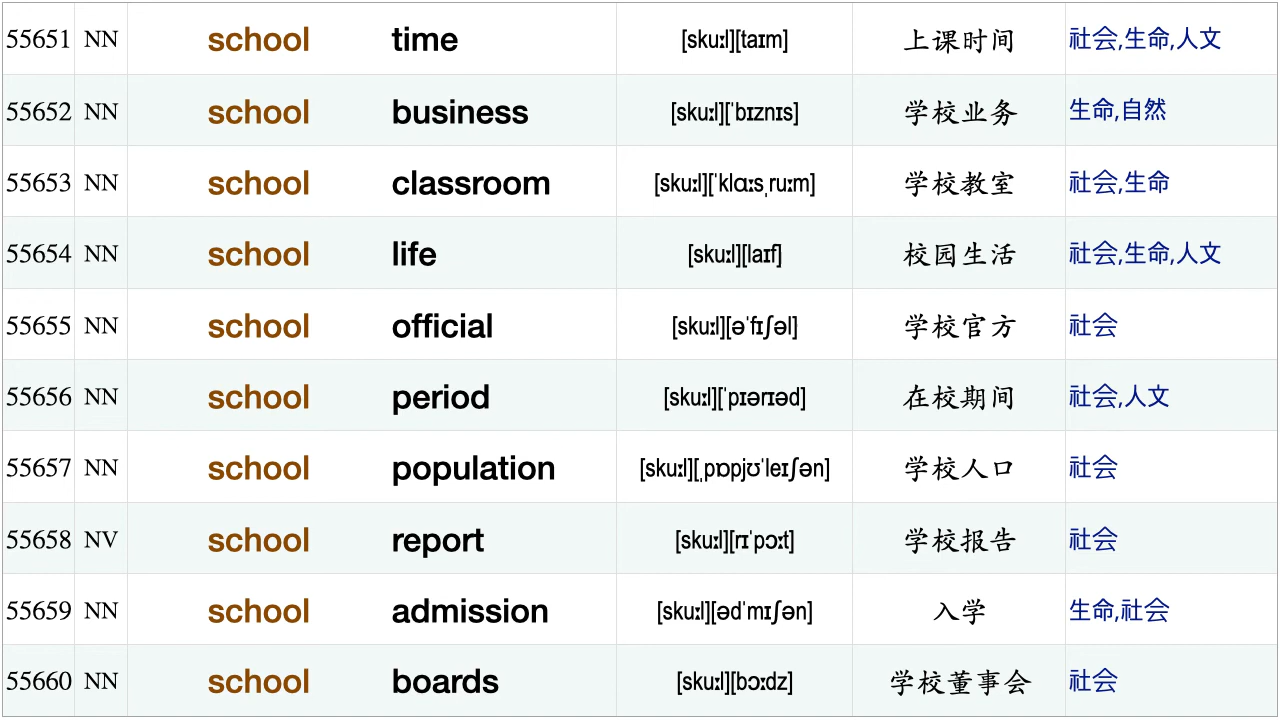 55651 NN school time [skuːl][taɪm] 上课时间 社会,生命,人文
55652 NN school business [skuːl][ˈbɪznɪs] 学校业务 生命,自然
55653 NN school classroom [skuːl][ˈklɑːsˌruːm] 学校教室 社会,生命
55654 NN school life [skuːl][laɪf] 校园生活 社会,生命,人文
55655 NN school official [skuːl][əˈfɪʃəl] 学校官方 社会
55656 NN school period [skuːl][ˈpɪərɪəd] 在校期间 社会,人文
55657 NN school population [skuːl][ˌpɒpjʊˈleɪʃən] 学校人口 社会
55658 NV school report [skuːl][rɪˈpɔːt] 学校报告 社会
55659 NN school admission [skuːl][ədˈmɪʃən] 入学 生命,社会
55660 NN school boards [skuːl][bɔːdz] 学校董事会 社会